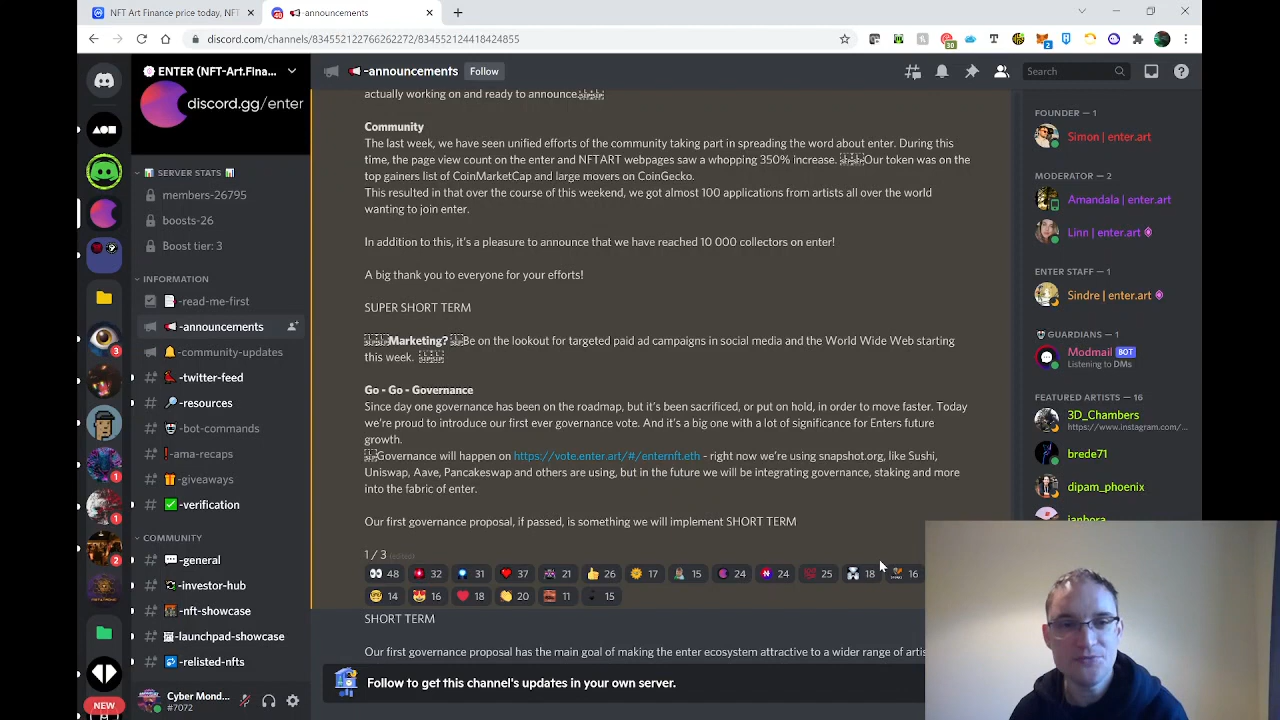 NFT Art Finance price today, NFT
-announcements
discord.com/channels/834552122766262272/834552124418424855
30
2
ENTER (NFT-Art.Fina...
discord.gg/enter
SERVER STATS
members-26795
boosts-26
Boost tier: 3
INFORMATION
-read-me-first
-announcements
-community-updates
-twitter-feed
-resources
-bot-commands
-ama-recaps
-giveaways
-verification
COMMUNITY
-general
-investor-hub
-nft-showcase
-launchpad-showcase
-relisted-nfts
Cyber Mond...
#7072
3
1
1
2
NEW
-announcements
Follow
Search
actually working on and ready to announce.
Community
The last week, we have seen unified efforts of the community taking part in spreading the word about enter. During this
time, the page view count on the enter and NFTART webpages saw a whopping 350% increase. Our token was on the
top gainers list of CoinMarketCap and large movers on CoinGecko.
This resulted in that over the course of this weekend, we got almost 100 applications from artists all over the world
wanting to join enter.
In addition to this, it's a pleasure to announce that we have reached 10 000 collectors on enter!
A big thank you to everyone for your efforts!
SUPER SHORT TERM
Marketing? Be on the lookout for targeted paid ad campaigns in social media and the World Wide Web starting
this week.
Go - Go - Governance
Since day one governance has been on the roadmap, but it's been sacrificed, or put on hold, in order to move faster. Today
we're proud to introduce our first ever governance vote. And it's a big one with a lot of significance for Enters future
growth.
Governance will happen on https://vote.enter.art/#/enternft.eth - right now we're using snapshot.org, like Sushi,
Uniswap, Aave, Pancakeswap and others are using, but in the future we will be integrating governance, staking and more
into the fabric of enter.
Our first governance proposal, if passed, is something we will implement SHORT TERM
1 / 3 (edited)
48 32 31 37 21 26 17 15 24 24 25 18 16
14 16 18 20 11 15
SHORT TERM
Our first governance proposal has the main goal of making the enter ecosystem attractive to a wider range of artis
Follow to get this channel's updates in your own server.
FOUNDER — 1
Simon | enter.art
MODERATOR — 2
Amandala | enter.art
Linn | enter.art
ENTER STAFF — 1
Sindre | enter.art
GUARDIANS — 1
Modmail BOT
Listening to DMs
FEATURED ARTISTS — 16
3D_Chambers
https://www.instagram.com/...
brede71
dipam_phoenix